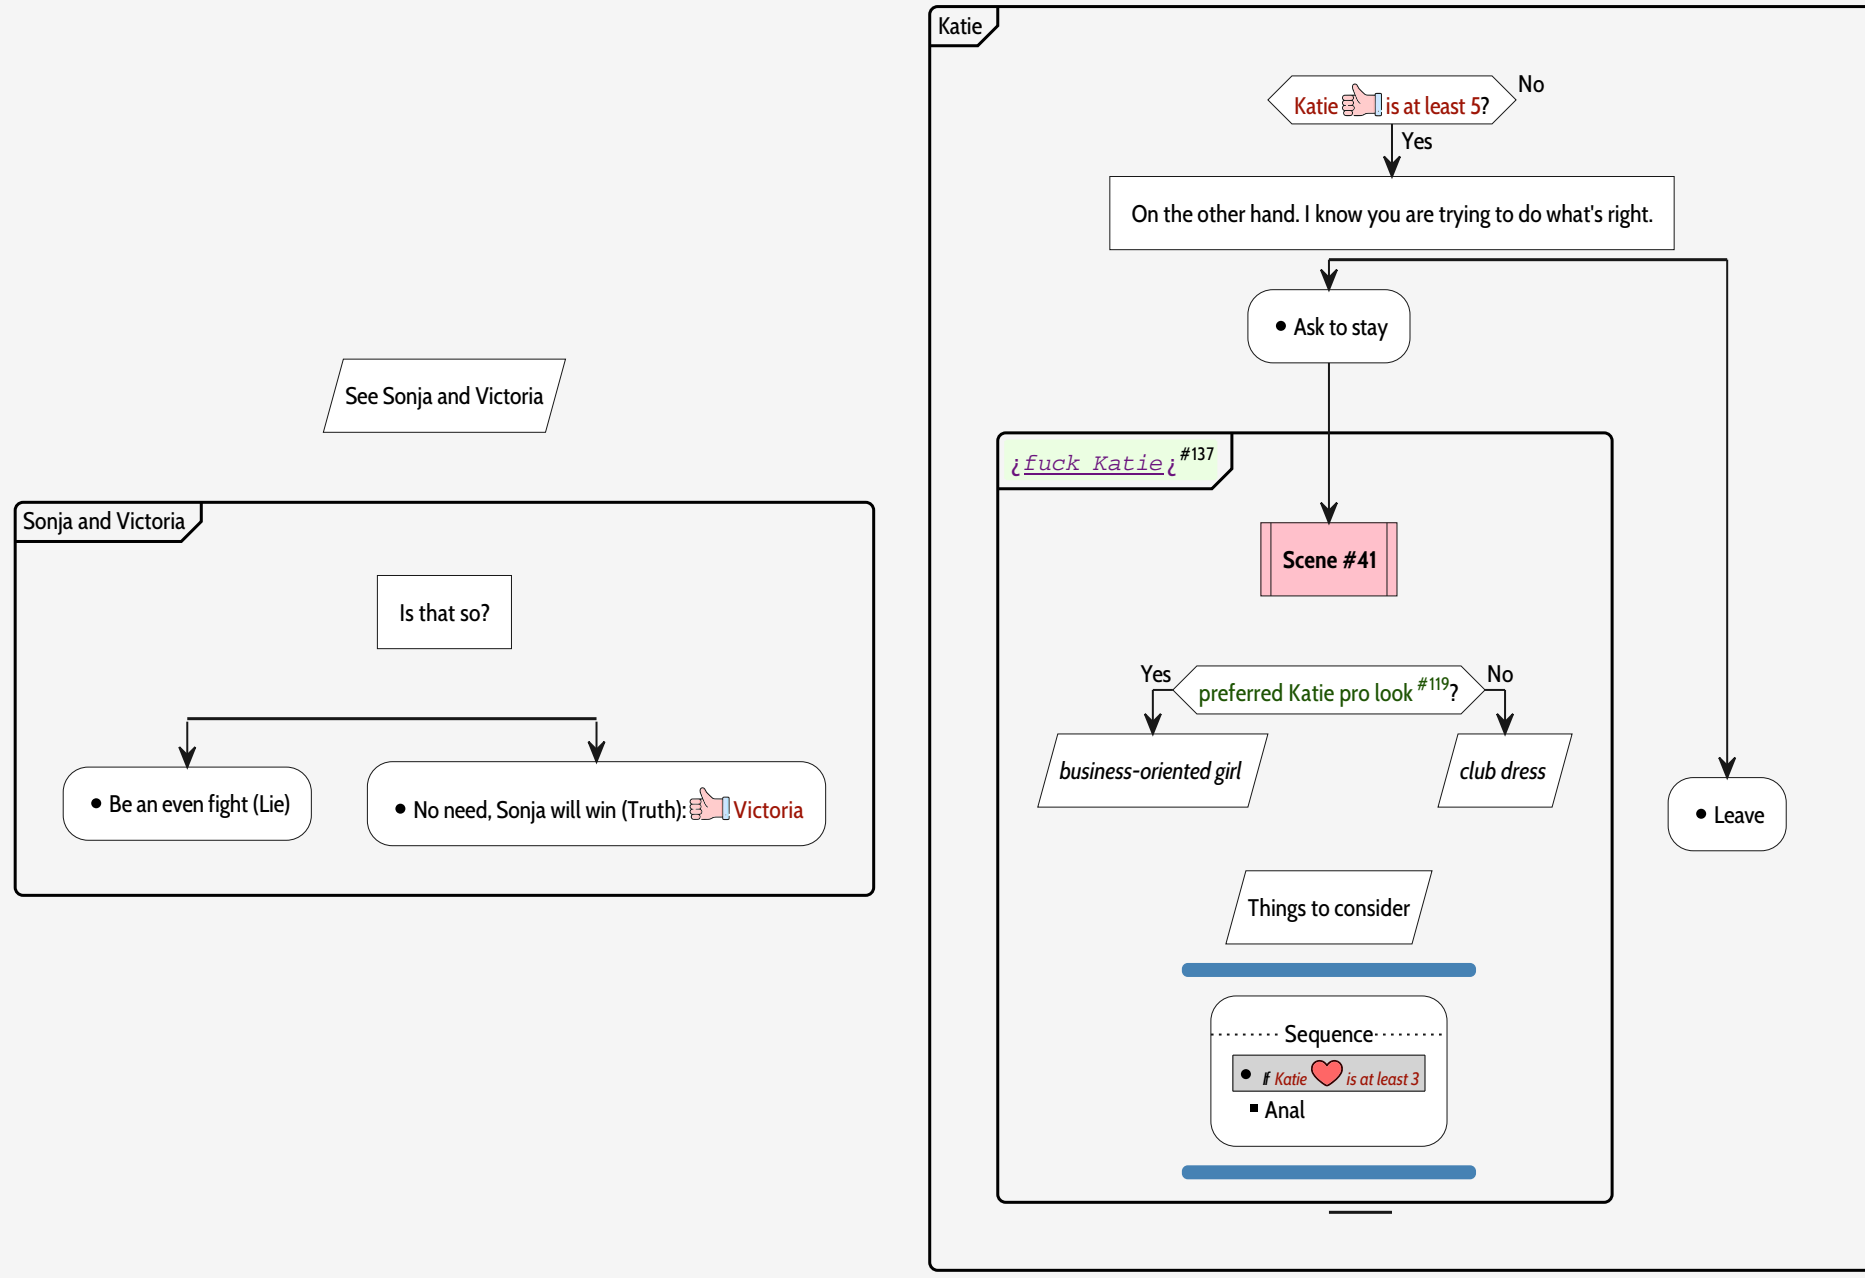 See Sonja and Victoria
Sonja and Victoria
Is that so?
• Be an even fight (Lie)
• No need, Sonja will win (Truth): Victoria
Katie
Katie is at least 5?
No
Yes
On the other hand. I know you are trying to do what's right.
• Ask to stay
¿fuck Katie¿ #137
Scene #41
Yes
preferred Katie pro look #119?
No
business-oriented girl
club dress
• Leave
Things to consider
Sequence
• If Katie is at least 3
▪ Anal